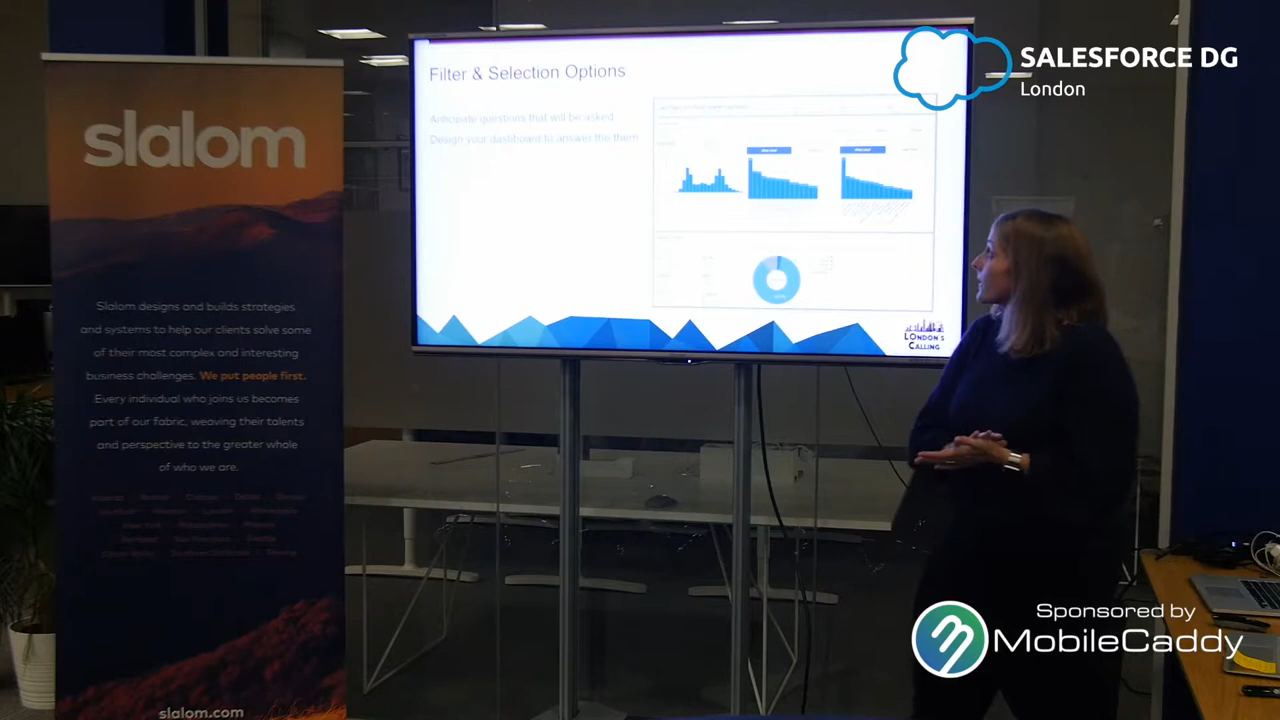 slalom
Slalom designs and builds strategies
and systems to help our clients solve some
of their most complex and interesting
business challenges. We put people first.
Every individual who joins us becomes
part of our fabric, weaving their talents
and perspective to the greater whole
of who we are.
slalom.com
Filter & Selection Options
Anticipate questions that will be asked
Design your dashboard to answer the them
LONDON'S
CALLING
SALESFORCE DG
London
Sponsored by
MobileCaddy